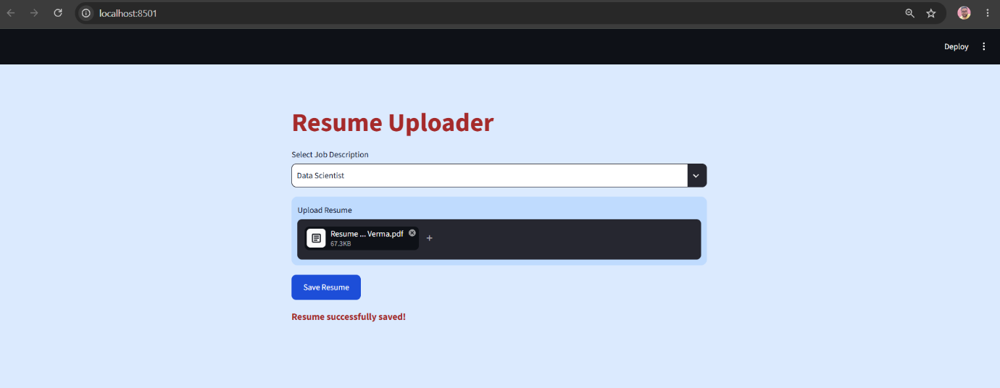 localhost:8501
Deploy
Resume Uploader
Select Job Description
Data Scientist
Upload Resume
Resume ... Verma.pdf
67.3KB
Save Resume
Resume successfully saved!